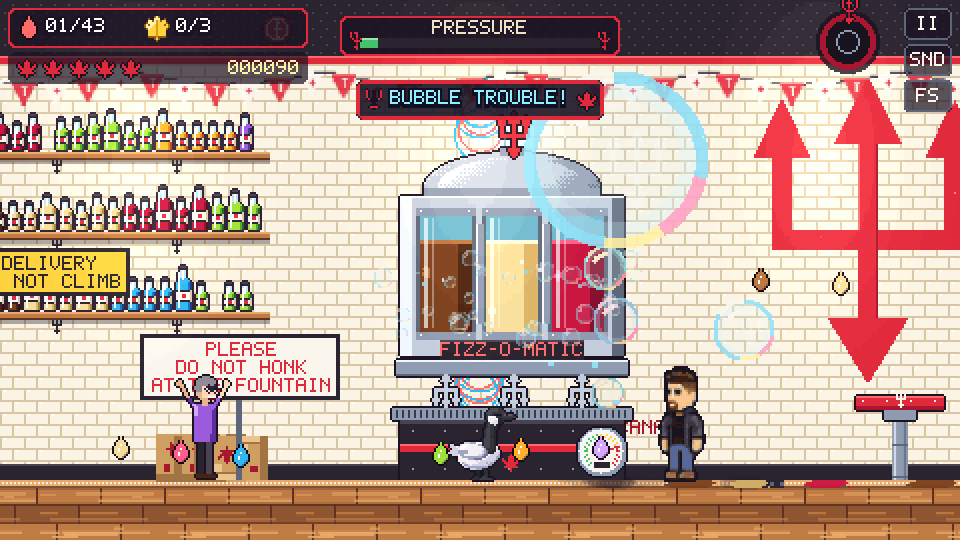 01/43
0/3
000090
PRESSURE
II
SND
FS
BUBBLE TROUBLE!
DELIVERY
NOT CLIMB
PLEASE
DO NOT HONK
FOUNTAIN
FIZZ-O-MATIC